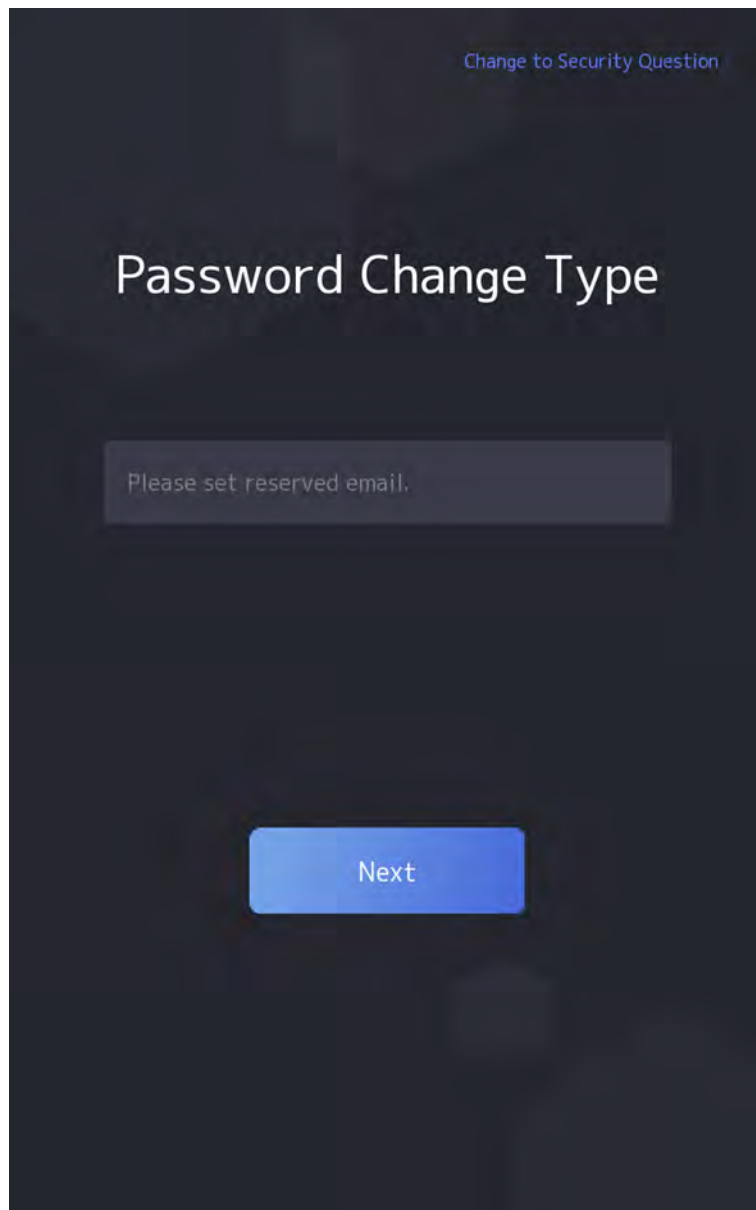 Change to Security Question
Password Change Type
Please set reserved email.
Next